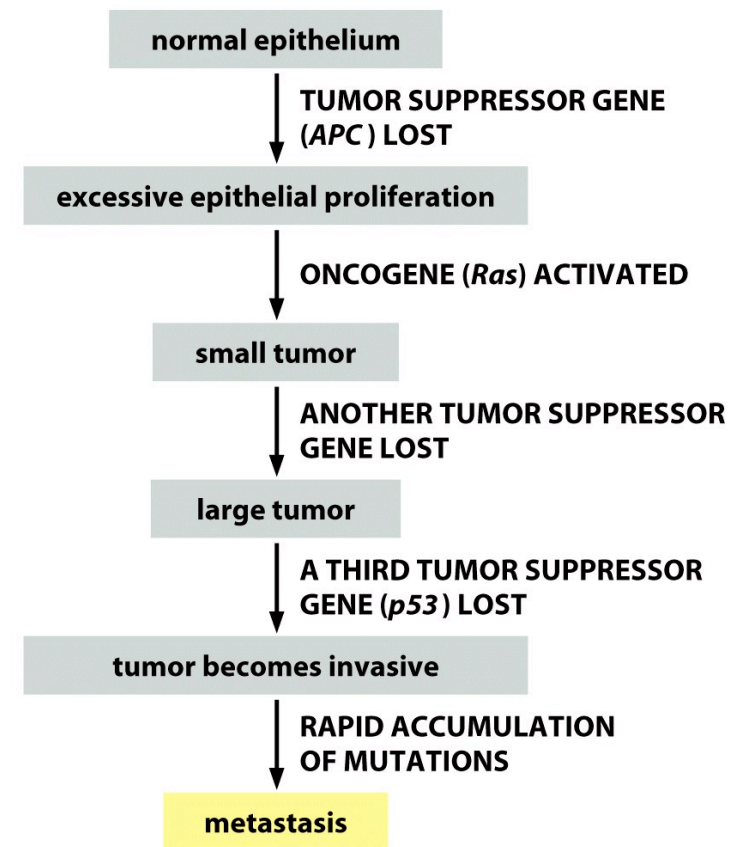 normal epithelium
TUMOR SUPPRESSOR GENE
(APC) LOST
excessive epithelial proliferation
ONCOGENE (Ras) ACTIVATED
small tumor
ANOTHER TUMOR SUPPRESSOR
GENE LOST
large tumor
A THIRD TUMOR SUPPRESSOR
GENE (p53) LOST
tumor becomes invasive
RAPID ACCUMULATION
OF MUTATIONS
metastasis